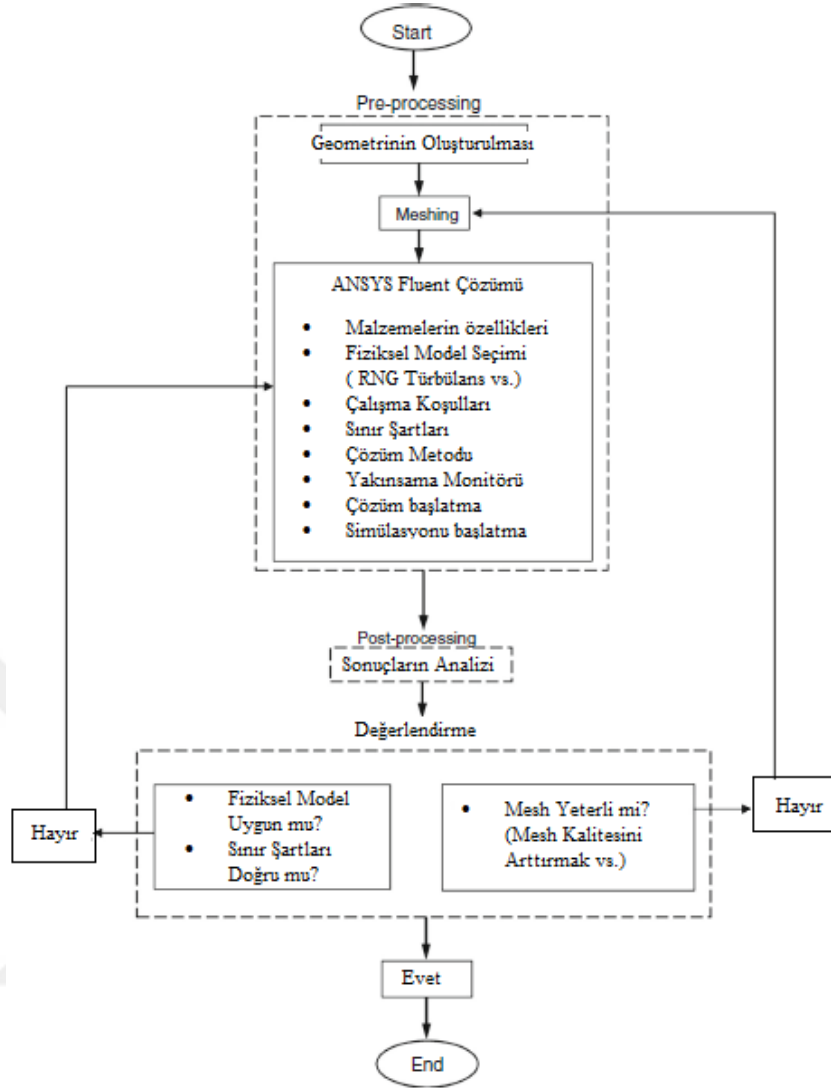 Start
Pre-processing
Geometrinin Oluşturulması
Meshing
ANSYS Fluent Çözümü
• Malzemelerin özellikleri
• Fiziksel Model Seçimi
( RNG Türbülans vs.)
• Çalışma Koşulları
• Sınır Şartları
• Çözüm Metodu
• Yakınsama Monitörü
• Çözüm başlatma
• Simülasyonu başlatma
Post-processing
Sonuçların Analizi
Değerlendirme
• Fiziksel Model
Uygun mu?
• Sınır Şartları
Doğru mu?
• Mesh Yeterli mi?
(Mesh Kalitesini
Arttırmak vs.)
Hayır
Hayır
Evet
End